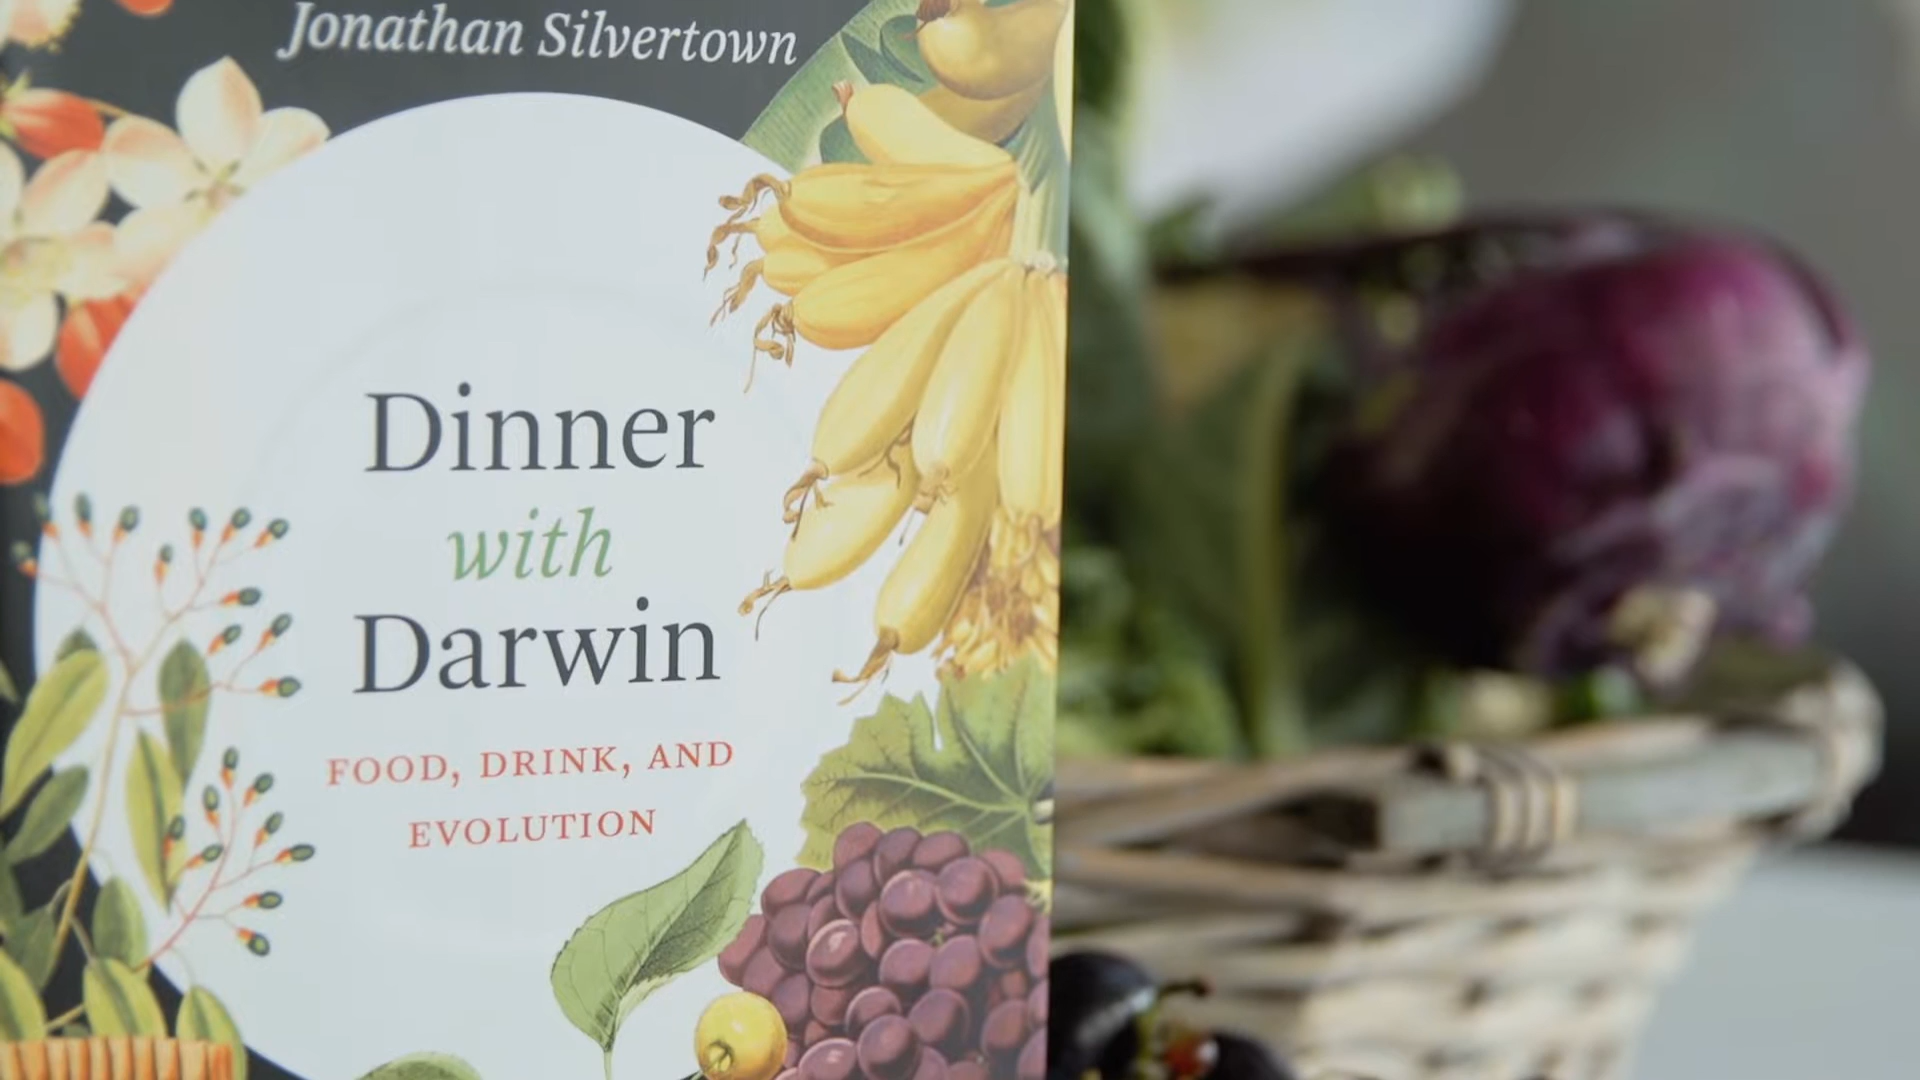 Jonathan Silvertown
Dinner
with
Darwin
FOOD, DRINK, AND
EVOLUTION